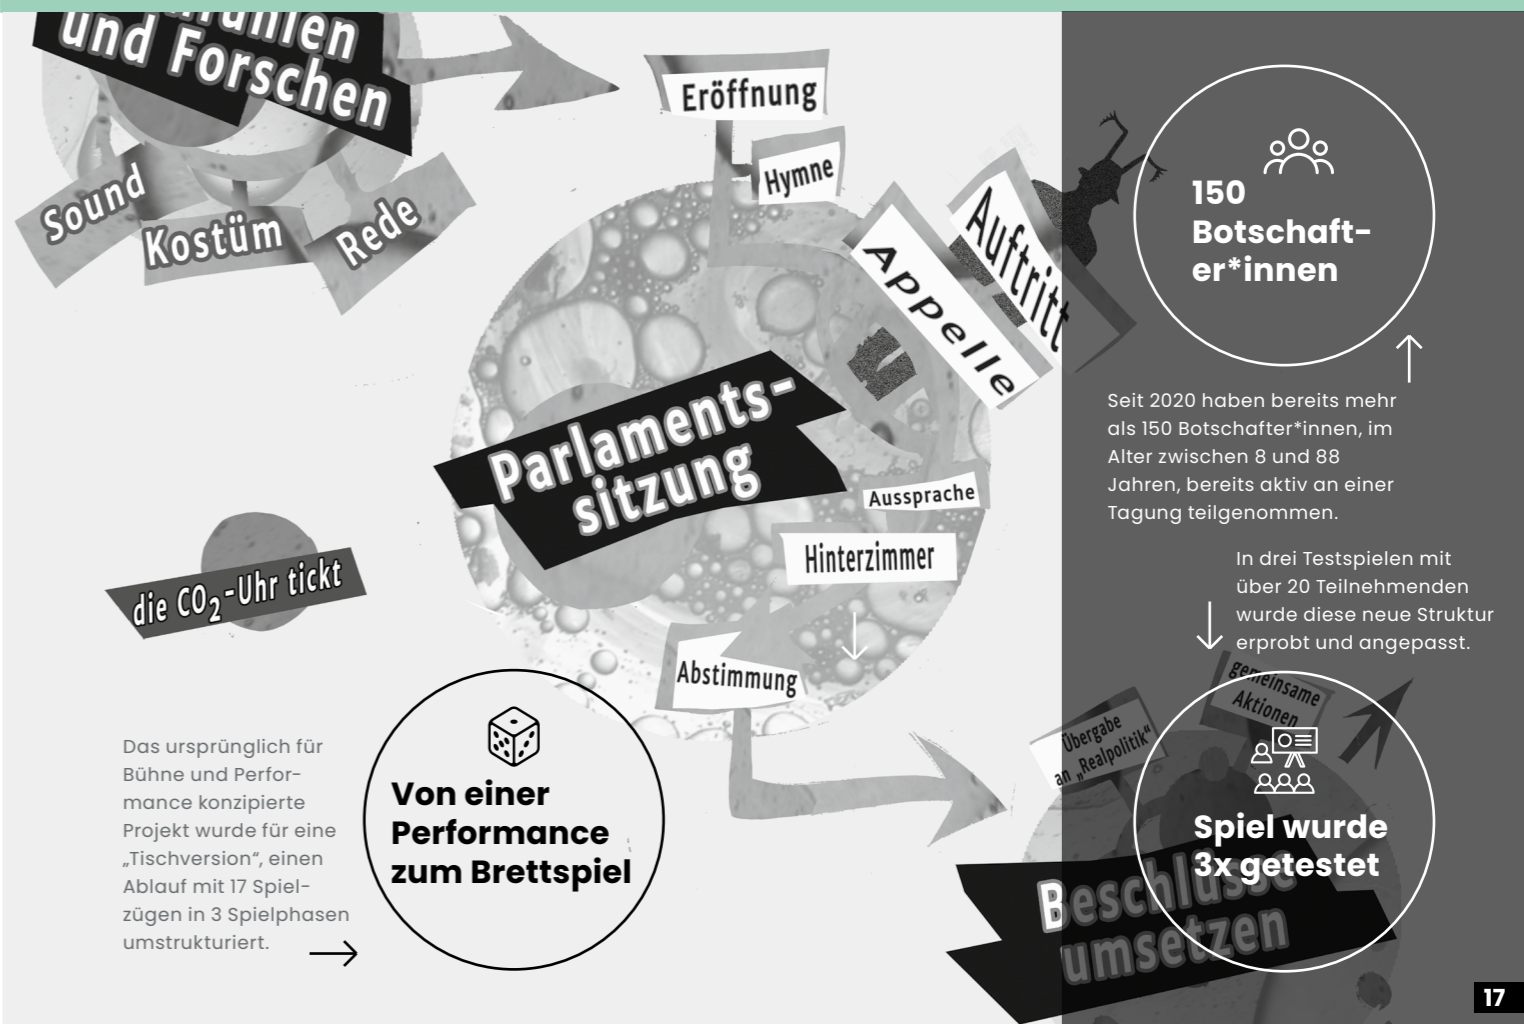 und Forschen
Sound
Kostüm
Rede
Eröffnung
Hymne
Appelle
Auftritt
Parlaments-
sitzung
Aussprache
Hinterzimmer
Abstimmung
die CO₂-Uhr tickt
Das ursprünglich für
Bühne und Perfor-
mance konzipierte
Projekt wurde für eine
„Tischversion“, einen
Ablauf mit 17 Spiel-
zügen in 3 Spielphasen
umstrukturiert.
Von einer
Performance
zum Brettspiel
150
Botschaft-
er*innen
Seit 2020 haben bereits mehr
als 150 Botschafter*innen, im
Alter zwischen 8 und 88
Jahren, bereits aktiv an einer
Tagung teilgenommen.
In drei Testspielen mit
über 20 Teilnehmenden
wurde diese neue Struktur
erprobt und angepasst.
gemeinsame
Aktionen
Übergabe
an „Realpolitik“
Spiel wurde
3x getestet
Beschlüsse
umsetzen
17